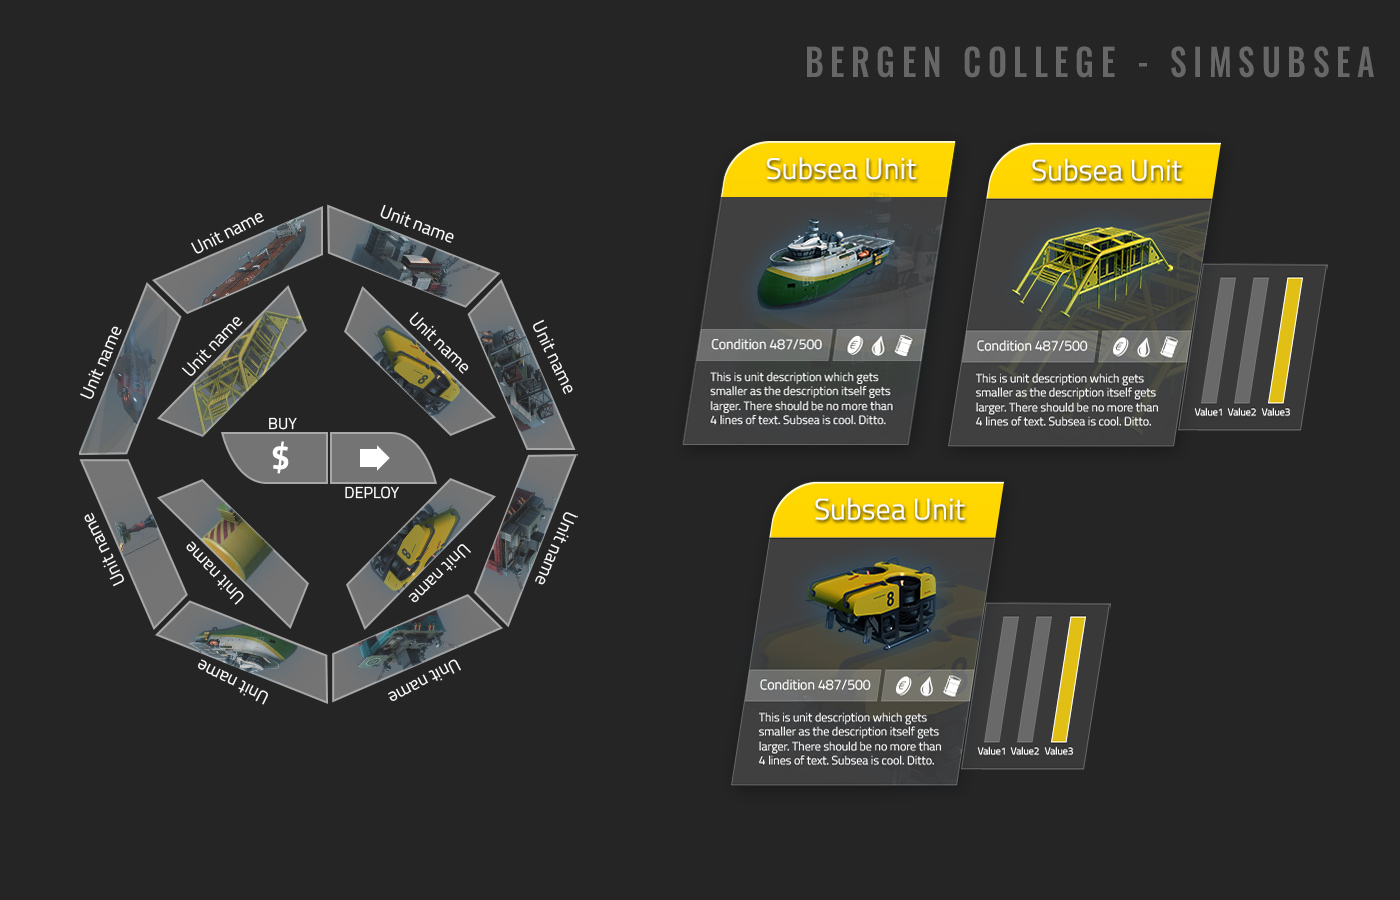 BERGEN COLLEGE - SIMSUBSEA
Unit name
Unit name
Unit name
Unit name
Unit name
Unit name
BUY
$
DEPLOY
Unit name
Unit name
Unit name
Unit name
Unit name
Unit name
Subsea Unit
8
Condition 487/500
This is unit description which gets
smaller as the description itself gets
larger. There should be no more than
4 lines of text. Subsea is cool. Ditto.
Subsea Unit
Condition 487/500
This is unit description which gets
smaller as the description itself gets
larger. There should be no more than
4 lines of text. Subsea is cool. Ditto.
Value1 Value2 Value3
Subsea Unit
8
Condition 487/500
This is unit description which gets
smaller as the description itself gets
larger. There should be no more than
4 lines of text. Subsea is cool. Ditto.
Value1 Value2 Value3